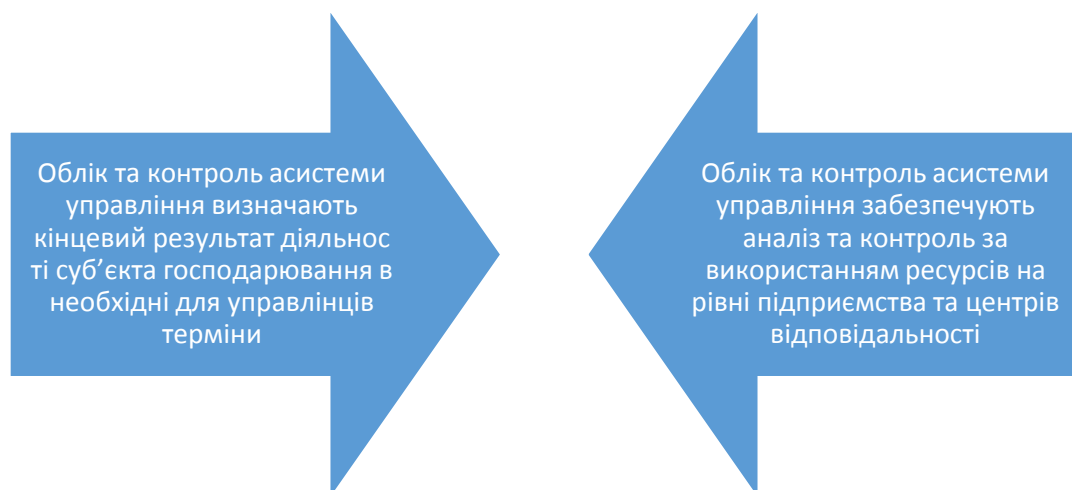 Облік та контроль асистеми
управління визначають
кінцевий результат діяльнос
ті суб’єкта господарювання в
необхідні для управлінців
терміни
Облік та контроль асистеми
управління забезпечують
аналіз та контроль за
використанням ресурсів на
рівні підприємства та центрів
відповідальності